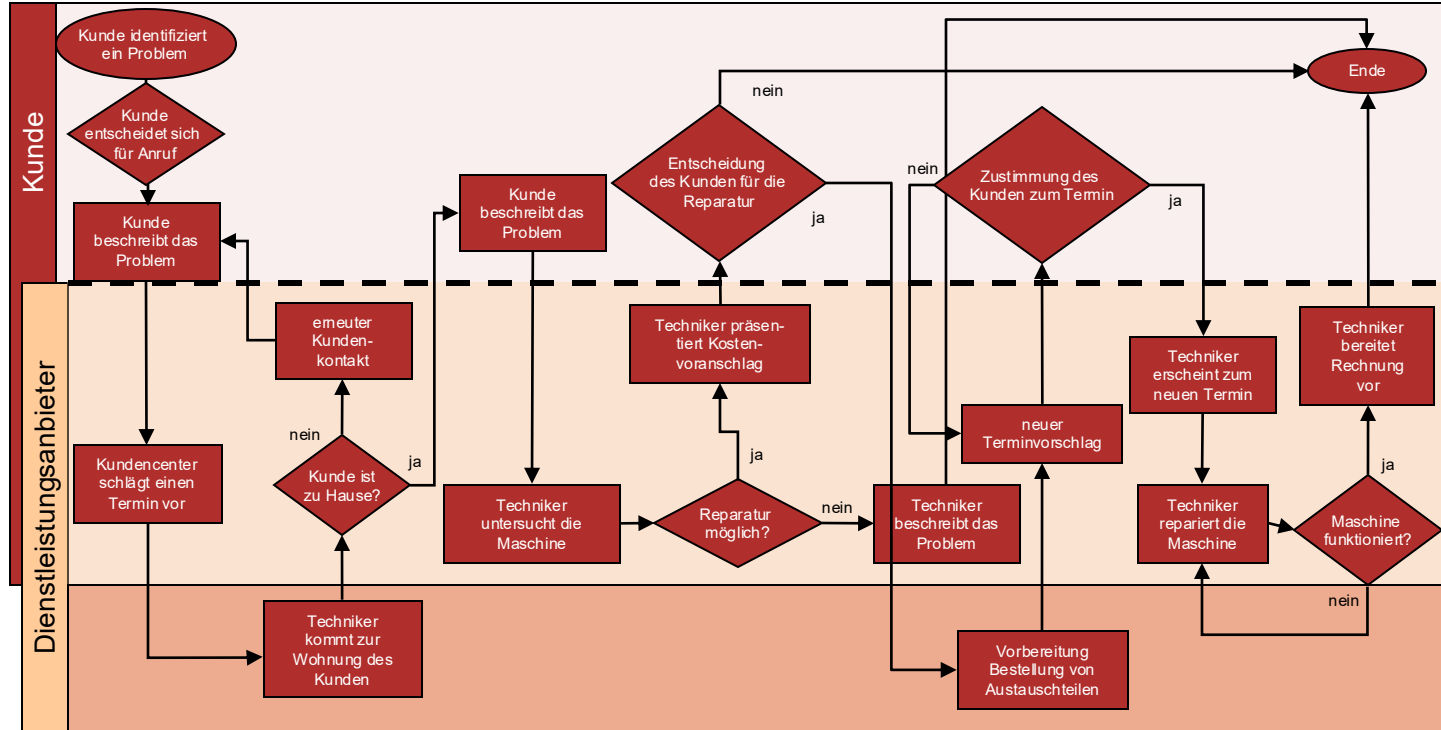 Kunde
Dienstleistungsanbieter
Kunde identifiziert
ein Problem
Kunde
entscheidet sich
für Anruf
Kunde
beschreibt das
Problem
Kundencenter
schlägt einen
Termin vor
Techniker
kommt zur
Wohnung des
Kunden
Kunde ist
zu Hause?
nein
ja
erneuter
Kunden-
kontakt
Kunde
beschreibt das
Problem
Techniker
untersucht die
Maschine
Reparatur
möglich?
ja
nein
Techniker präsen-
tiert Kosten-
voranschlag
Entscheidung
des Kunden für die
Reparatur
nein
ja
Techniker
beschreibt das
Problem
Vorbereitung
Bestellung von
Austauschteilen
neuer
Terminvorschlag
Zustimmung des
Kunden zum Termin
nein
ja
Techniker
erscheint zum
neuen Termin
Techniker
repariert die
Maschine
Maschine
funktioniert?
ja
nein
Techniker
bereitet
Rechnung
vor
Ende